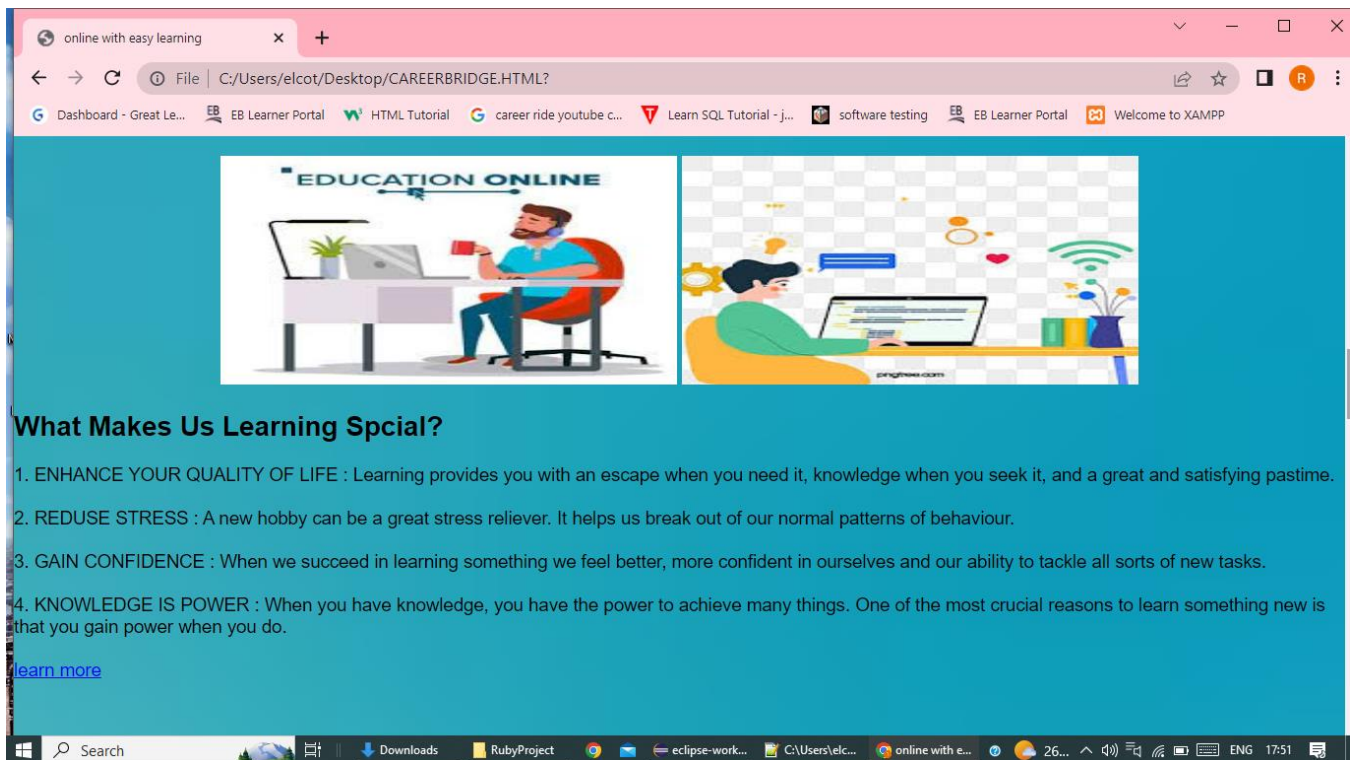 online with easy learning
File | C:/Users/elcot/Desktop/CAREERBRIDGE.HTML?
R
G Dashboard - Great Le... EB EB Learner Portal HTML Tutorial G career ride youtube c... Learn SQL Tutorial - j... software testing EB EB Learner Portal Welcome to XAMPP
EDUCATION ONLINE
pngtree.com
What Makes Us Learning Spcial?
1. ENHANCE YOUR QUALITY OF LIFE : Learning provides you with an escape when you need it, knowledge when you seek it, and a great and satisfying pastime.
2. REDUSE STRESS : A new hobby can be a great stress reliever. It helps us break out of our normal patterns of behaviour.
3. GAIN CONFIDENCE : When we succeed in learning something we feel better, more confident in ourselves and our ability to tackle all sorts of new tasks.
4. KNOWLEDGE IS POWER : When you have knowledge, you have the power to achieve many things. One of the most crucial reasons to learn something new is
that you gain power when you do.
learn more
Search Downloads RubyProject eclipse-work... C:\Users\elc... online with e... 26... ENG 17:51